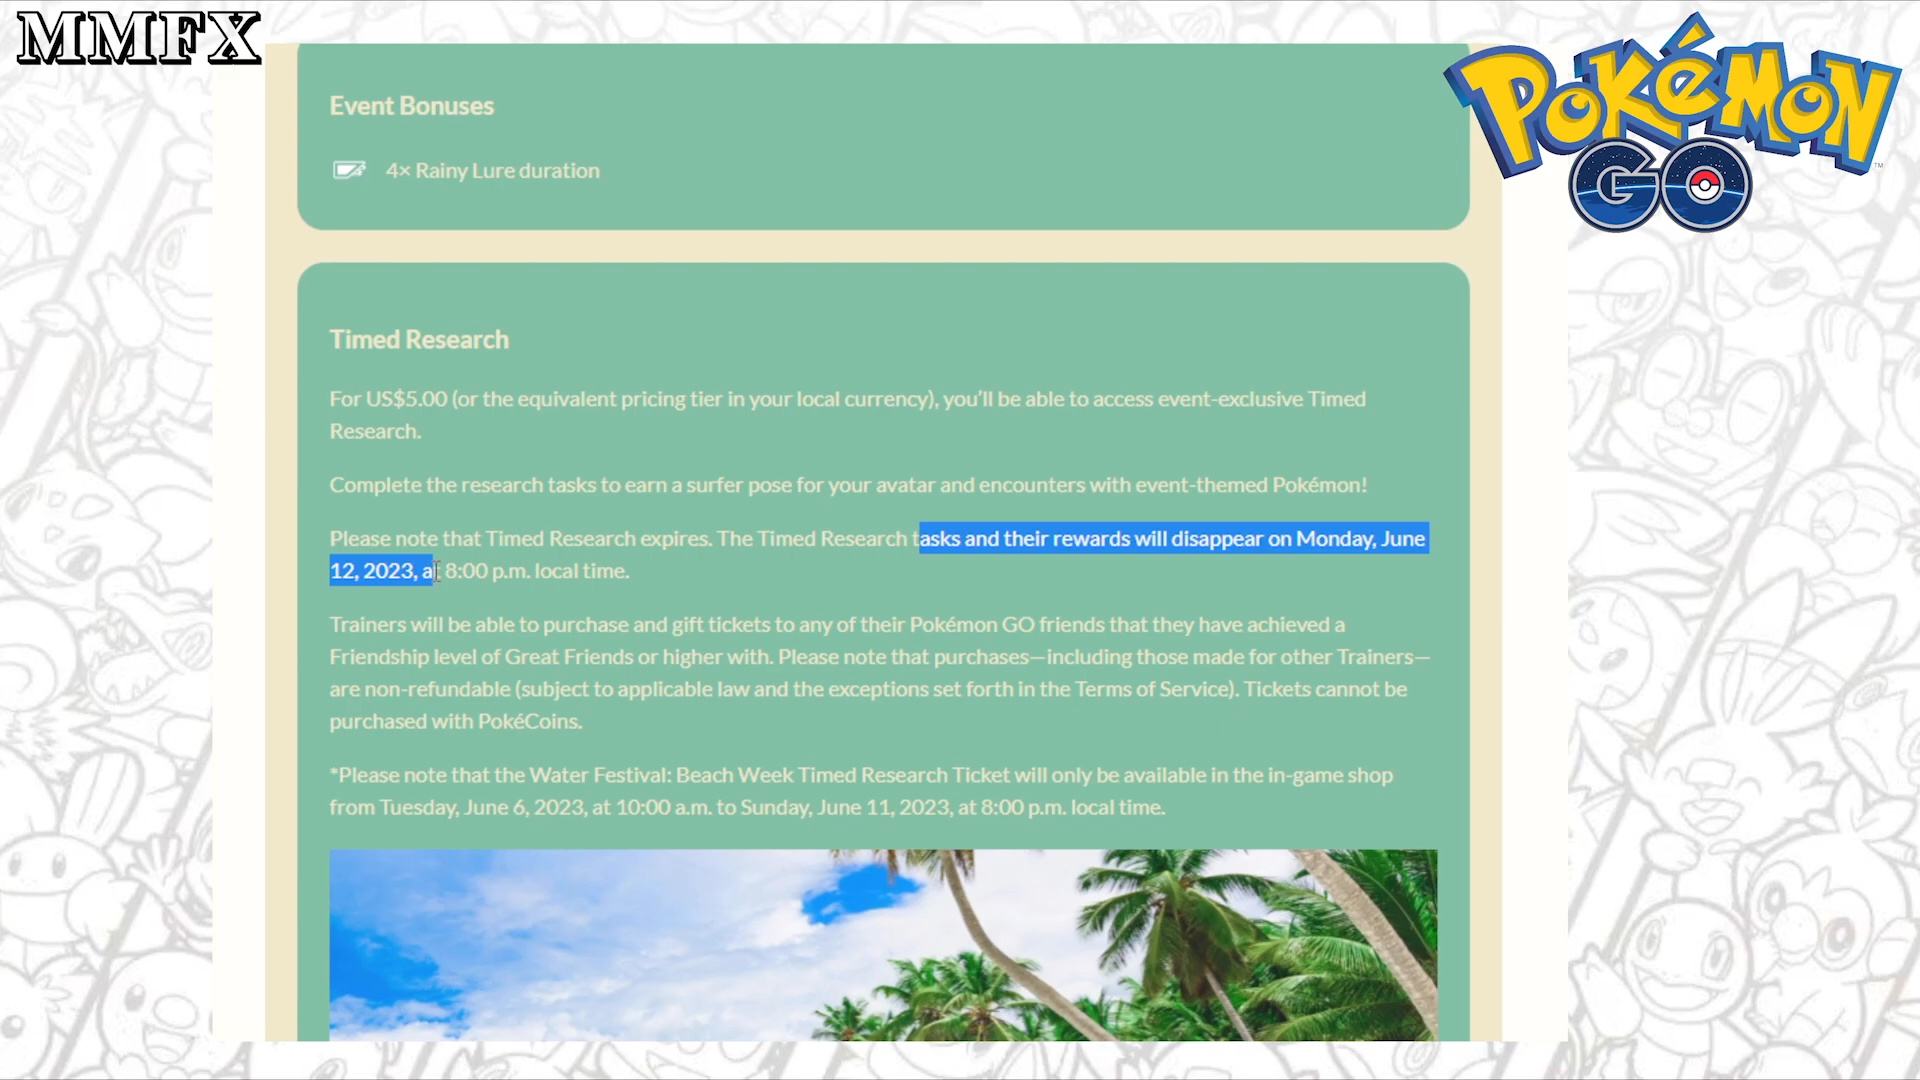 MMFX
POKéMON
GO
TM
Event Bonuses
4× Rainy Lure duration
Timed Research
For US$5.00 (or the equivalent pricing tier in your local currency), you'll be able to access event-exclusive Timed
Research.
Complete the research tasks to earn a surfer pose for your avatar and encounters with event-themed Pokémon!
Please note that Timed Research expires. The Timed Research tasks and their rewards will disappear on Monday, June
12, 2023, at 8:00 p.m. local time.
Trainers will be able to purchase and gift tickets to any of their Pokémon GO friends that they have achieved a
Friendship level of Great Friends or higher with. Please note that purchases—including those made for other Trainers—
are non-refundable (subject to applicable law and the exceptions set forth in the Terms of Service). Tickets cannot be
purchased with PokéCoins.
*Please note that the Water Festival: Beach Week Timed Research Ticket will only be available in the in-game shop
from Tuesday, June 6, 2023, at 10:00 a.m. to Sunday, June 11, 2023, at 8:00 p.m. local time.